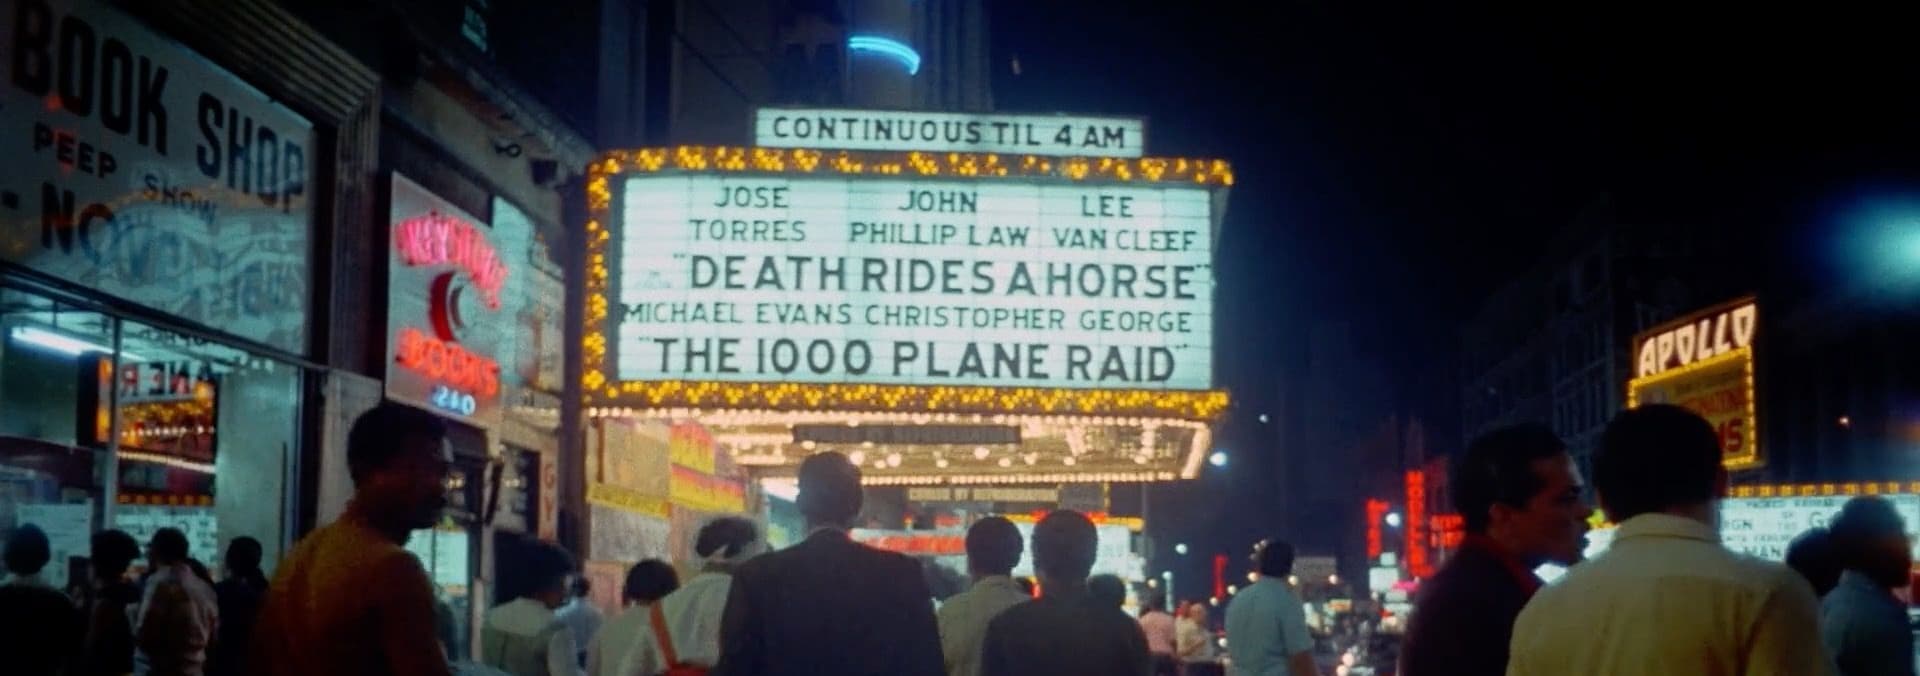 BOOK SHOP
PEEP SHOW
BOOKS
240
CONTINUOUS TIL 4 AM
JOSE JOHN LEE
TORRES PHILLIP LAW VAN CLEEF
"DEATH RIDES A HORSE"
MICHAEL EVANS CHRISTOPHER GEORGE
"THE 1000 PLANE RAID"
APOLLO